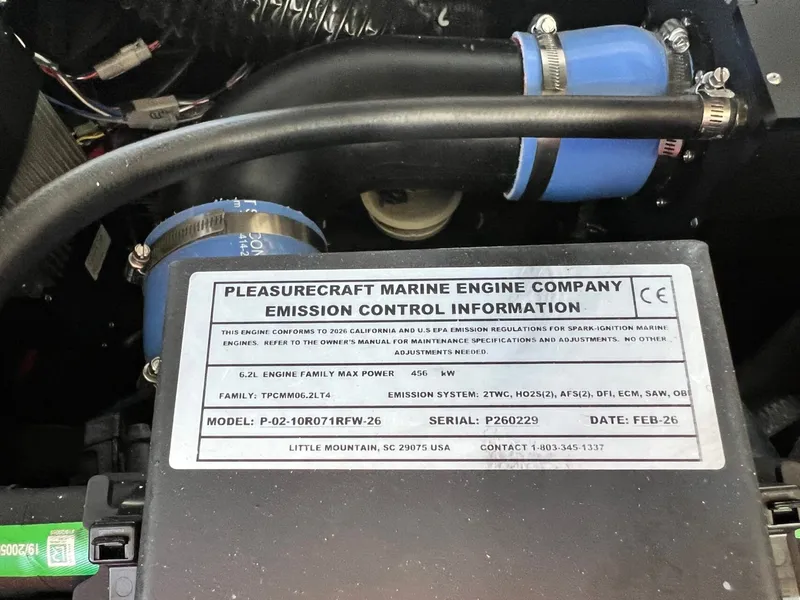 PLEASURECRAFT MARINE ENGINE COMPANY
EMISSION CONTROL INFORMATION
CE
THIS ENGINE CONFORMS TO 2026 CALIFORNIA AND U.S EPA EMISSION REGULATIONS FOR SPARK-IGNITION MARINE
ENGINES. REFER TO THE OWNER'S MANUAL FOR MAINTENANCE SPECIFICATIONS AND ADJUSTMENTS. NO OTHER
ADJUSTMENTS NEEDED.
6.2L ENGINE FAMILY MAX POWER 456 kW
FAMILY: TPCMM06.2LT4 EMISSION SYSTEM: 2TWC, HO2S(2), AFS(2), DFI, ECM, SAW, OB
MODEL: P-02-10R071RFW-26 SERIAL: P260229 DATE: FEB-26
LITTLE MOUNTAIN, SC 29075 USA CONTACT 1-803-345-1337
19/2005